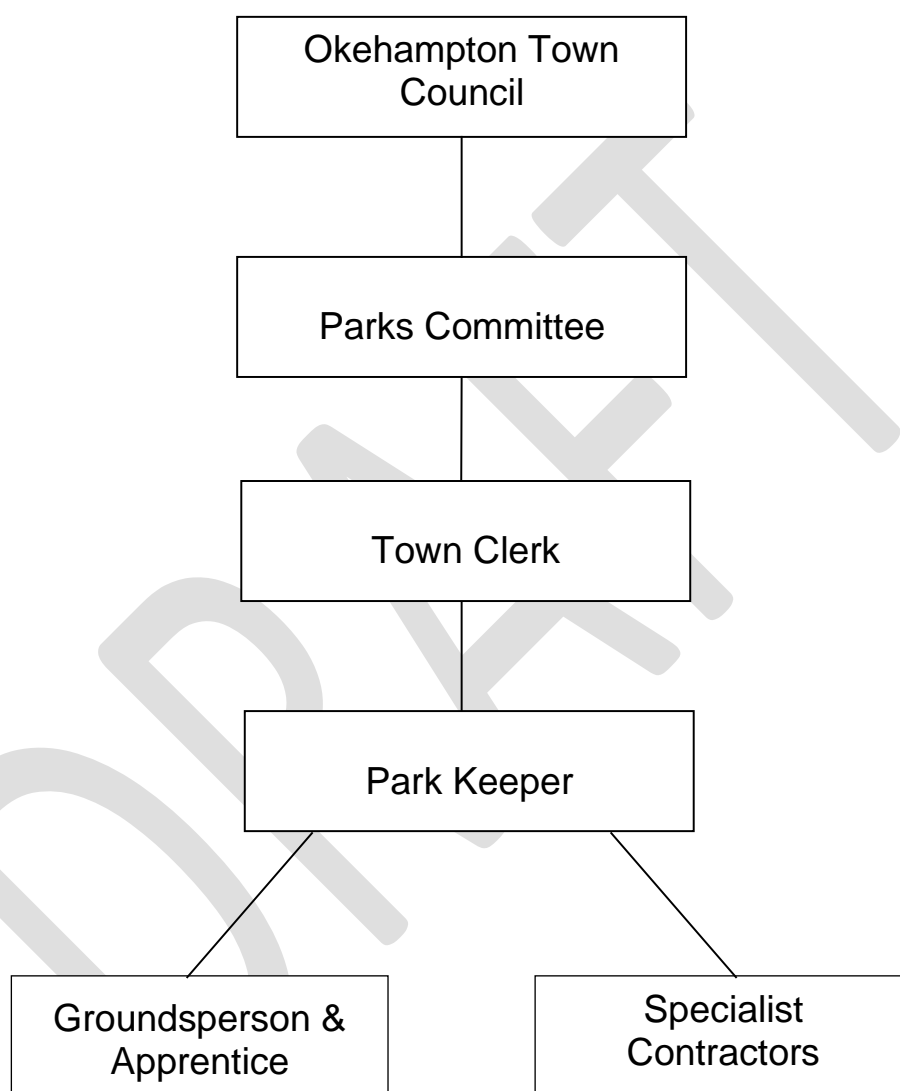 Okehampton Town
Council
Parks Committee
Town Clerk
Park Keeper
Groundsperson &
Apprentice
Specialist
Contractors
DRAFT